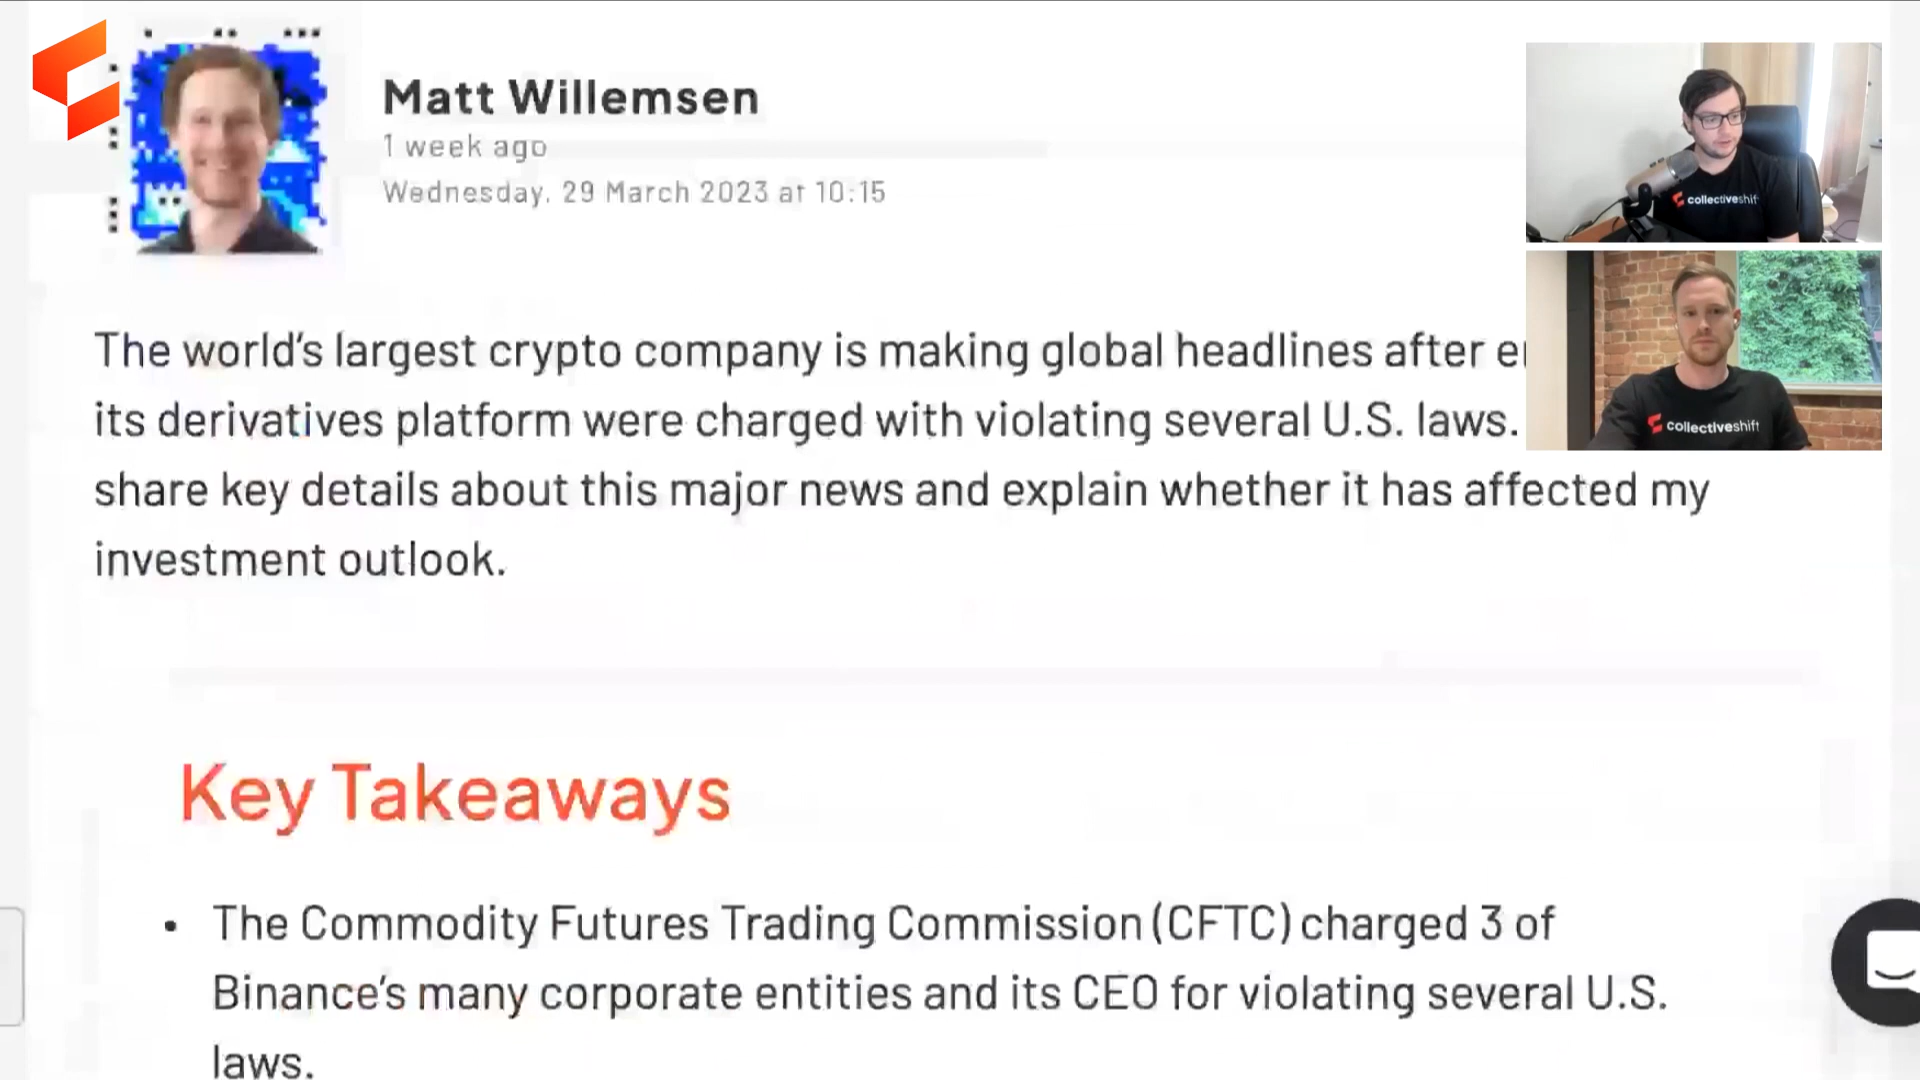 Matt Willemsen
1 week ago
Wednesday, 29 March 2023 at 10:15
collectiveshif
collectiveshift
The world's largest crypto company is making global headlines after
its derivatives platform were charged with violating several U.S. laws.
share key details about this major news and explain whether it has affected my
investment outlook.
Key Takeaways
• The Commodity Futures Trading Commission (CFTC) charged 3 of
Binance's many corporate entities and its CEO for violating several U.S.
laws.